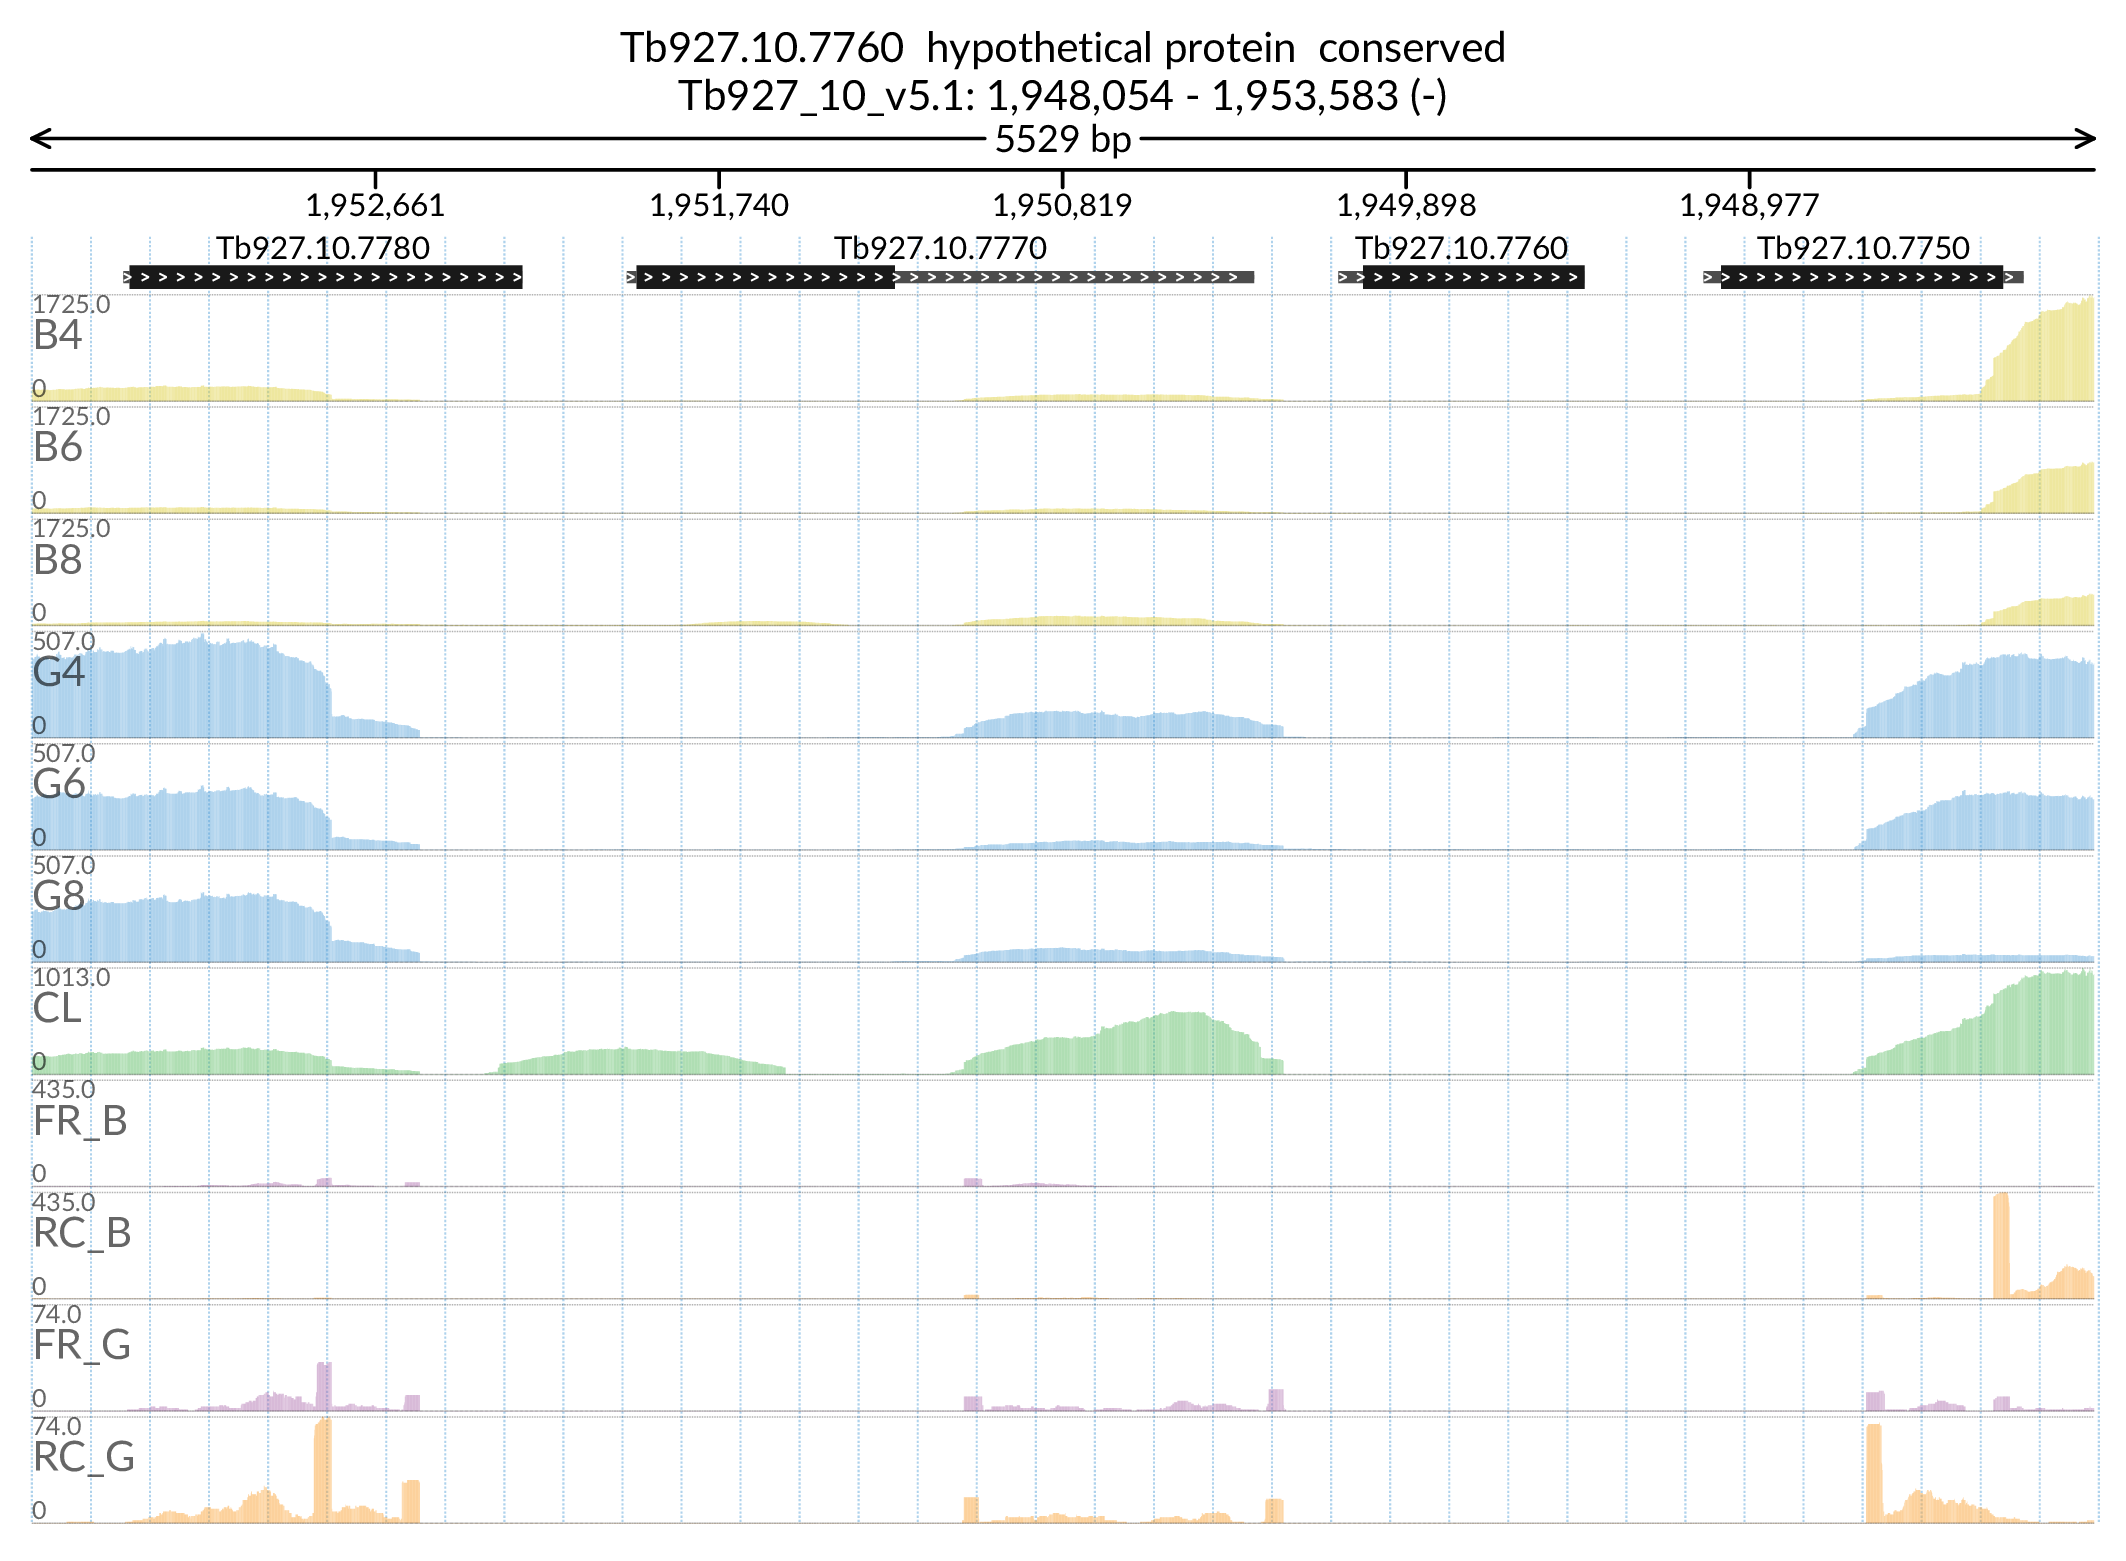 Tb927.10.7760  hypothetical protein  conserved
Tb927_10_v5.1: 1,948,054 - 1,953,583 (-)
5529 bp
1,952,661 1,951,740 1,950,819 1,949,898 1,948,977
Tb927.10.7780 Tb927.10.7770 Tb927.10.7760 Tb927.10.7750
1725.0
B4
0
1725.0
B6
0
1725.0
B8
0
507.0
G4
0
507.0
G6
0
507.0
G8
0
1013.0
CL
0
435.0
FR_B
0
435.0
RC_B
0
74.0
FR_G
0
74.0
RC_G
0